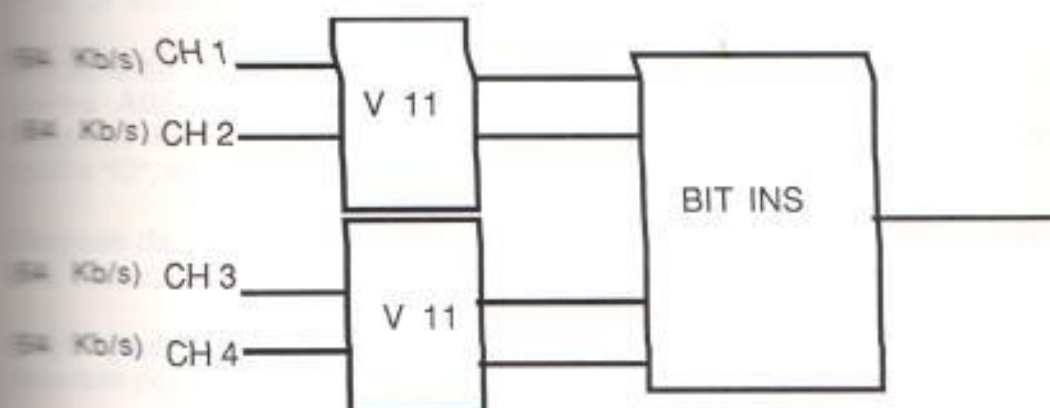 Kb/s) CH 1
V 11
Kb/s) CH 2
BIT INS
Kb/s) CH 3
V 11
Kb/s) CH 4